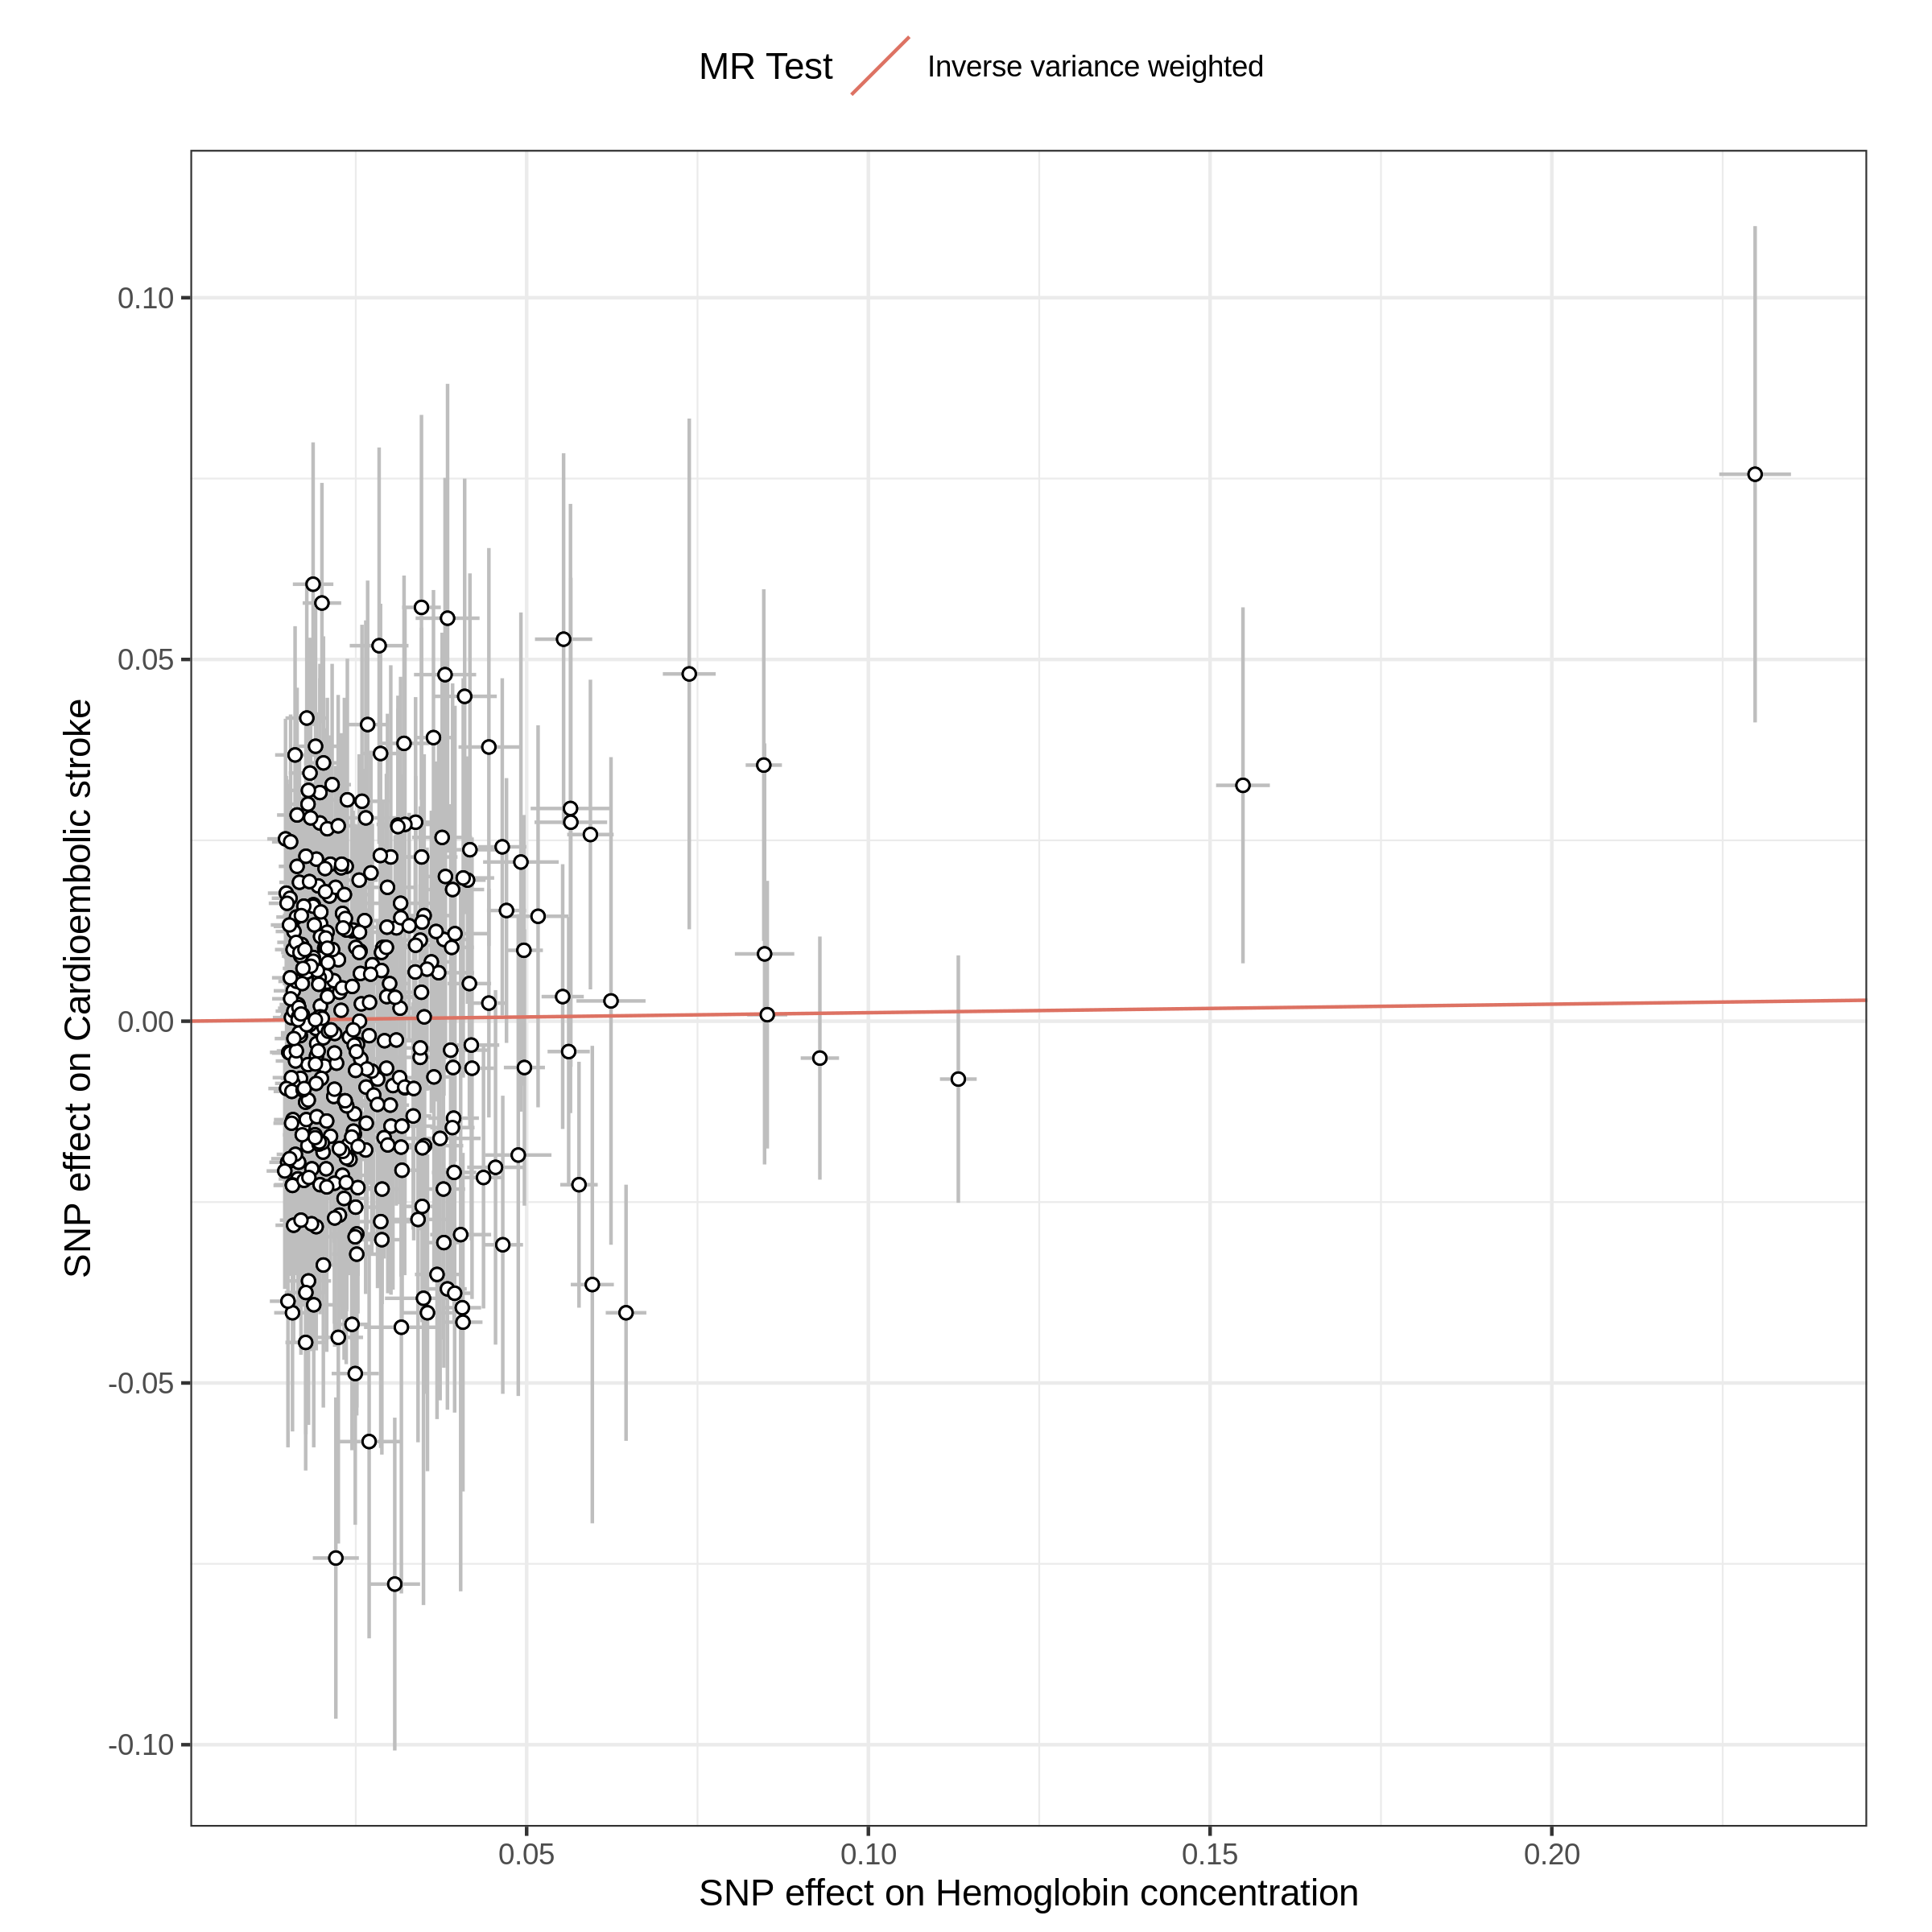 MR Test
Inverse variance weighted
0.10
0.05
0.00
-0.05
-0.10
SNP effect on Cardioembolic stroke
0.05
0.10
0.15
0.20
SNP effect on Hemoglobin concentration